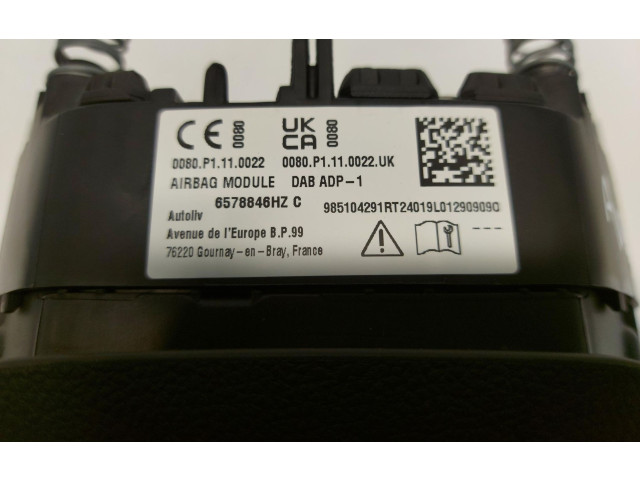 CE 0080 UK CA 0080
0080.P1.11.0022 0080.P1.11.0022.UK
AIRBAG MODULE DAB ADP-1
6578846HZ C
985104291RT24019L01290909Q
Autoliv
Avenue de l'Europe B.P.99
76220 Gournay-en-Bray, France